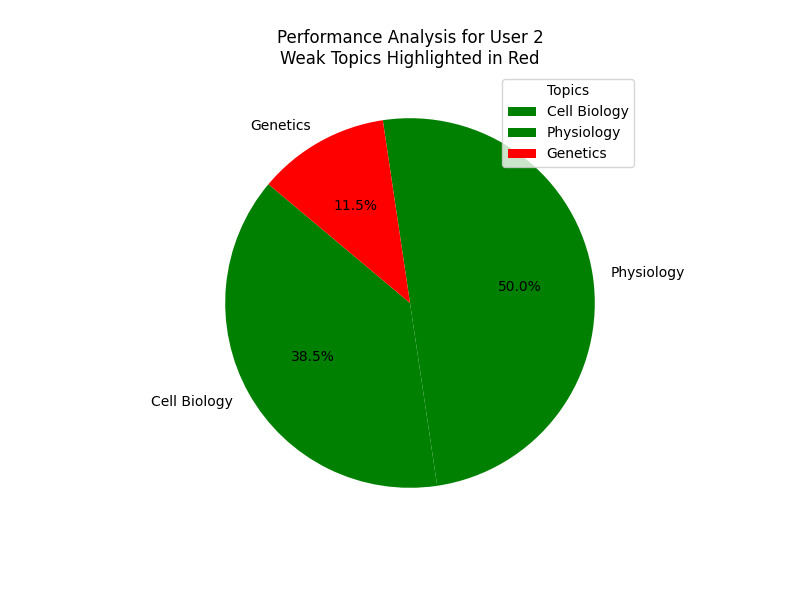 Performance Analysis for User 2
Weak Topics Highlighted in Red
Topics
Cell Biology
Physiology
Genetics
Genetics
11.5%
Physiology
50.0%
38.5%
Cell Biology